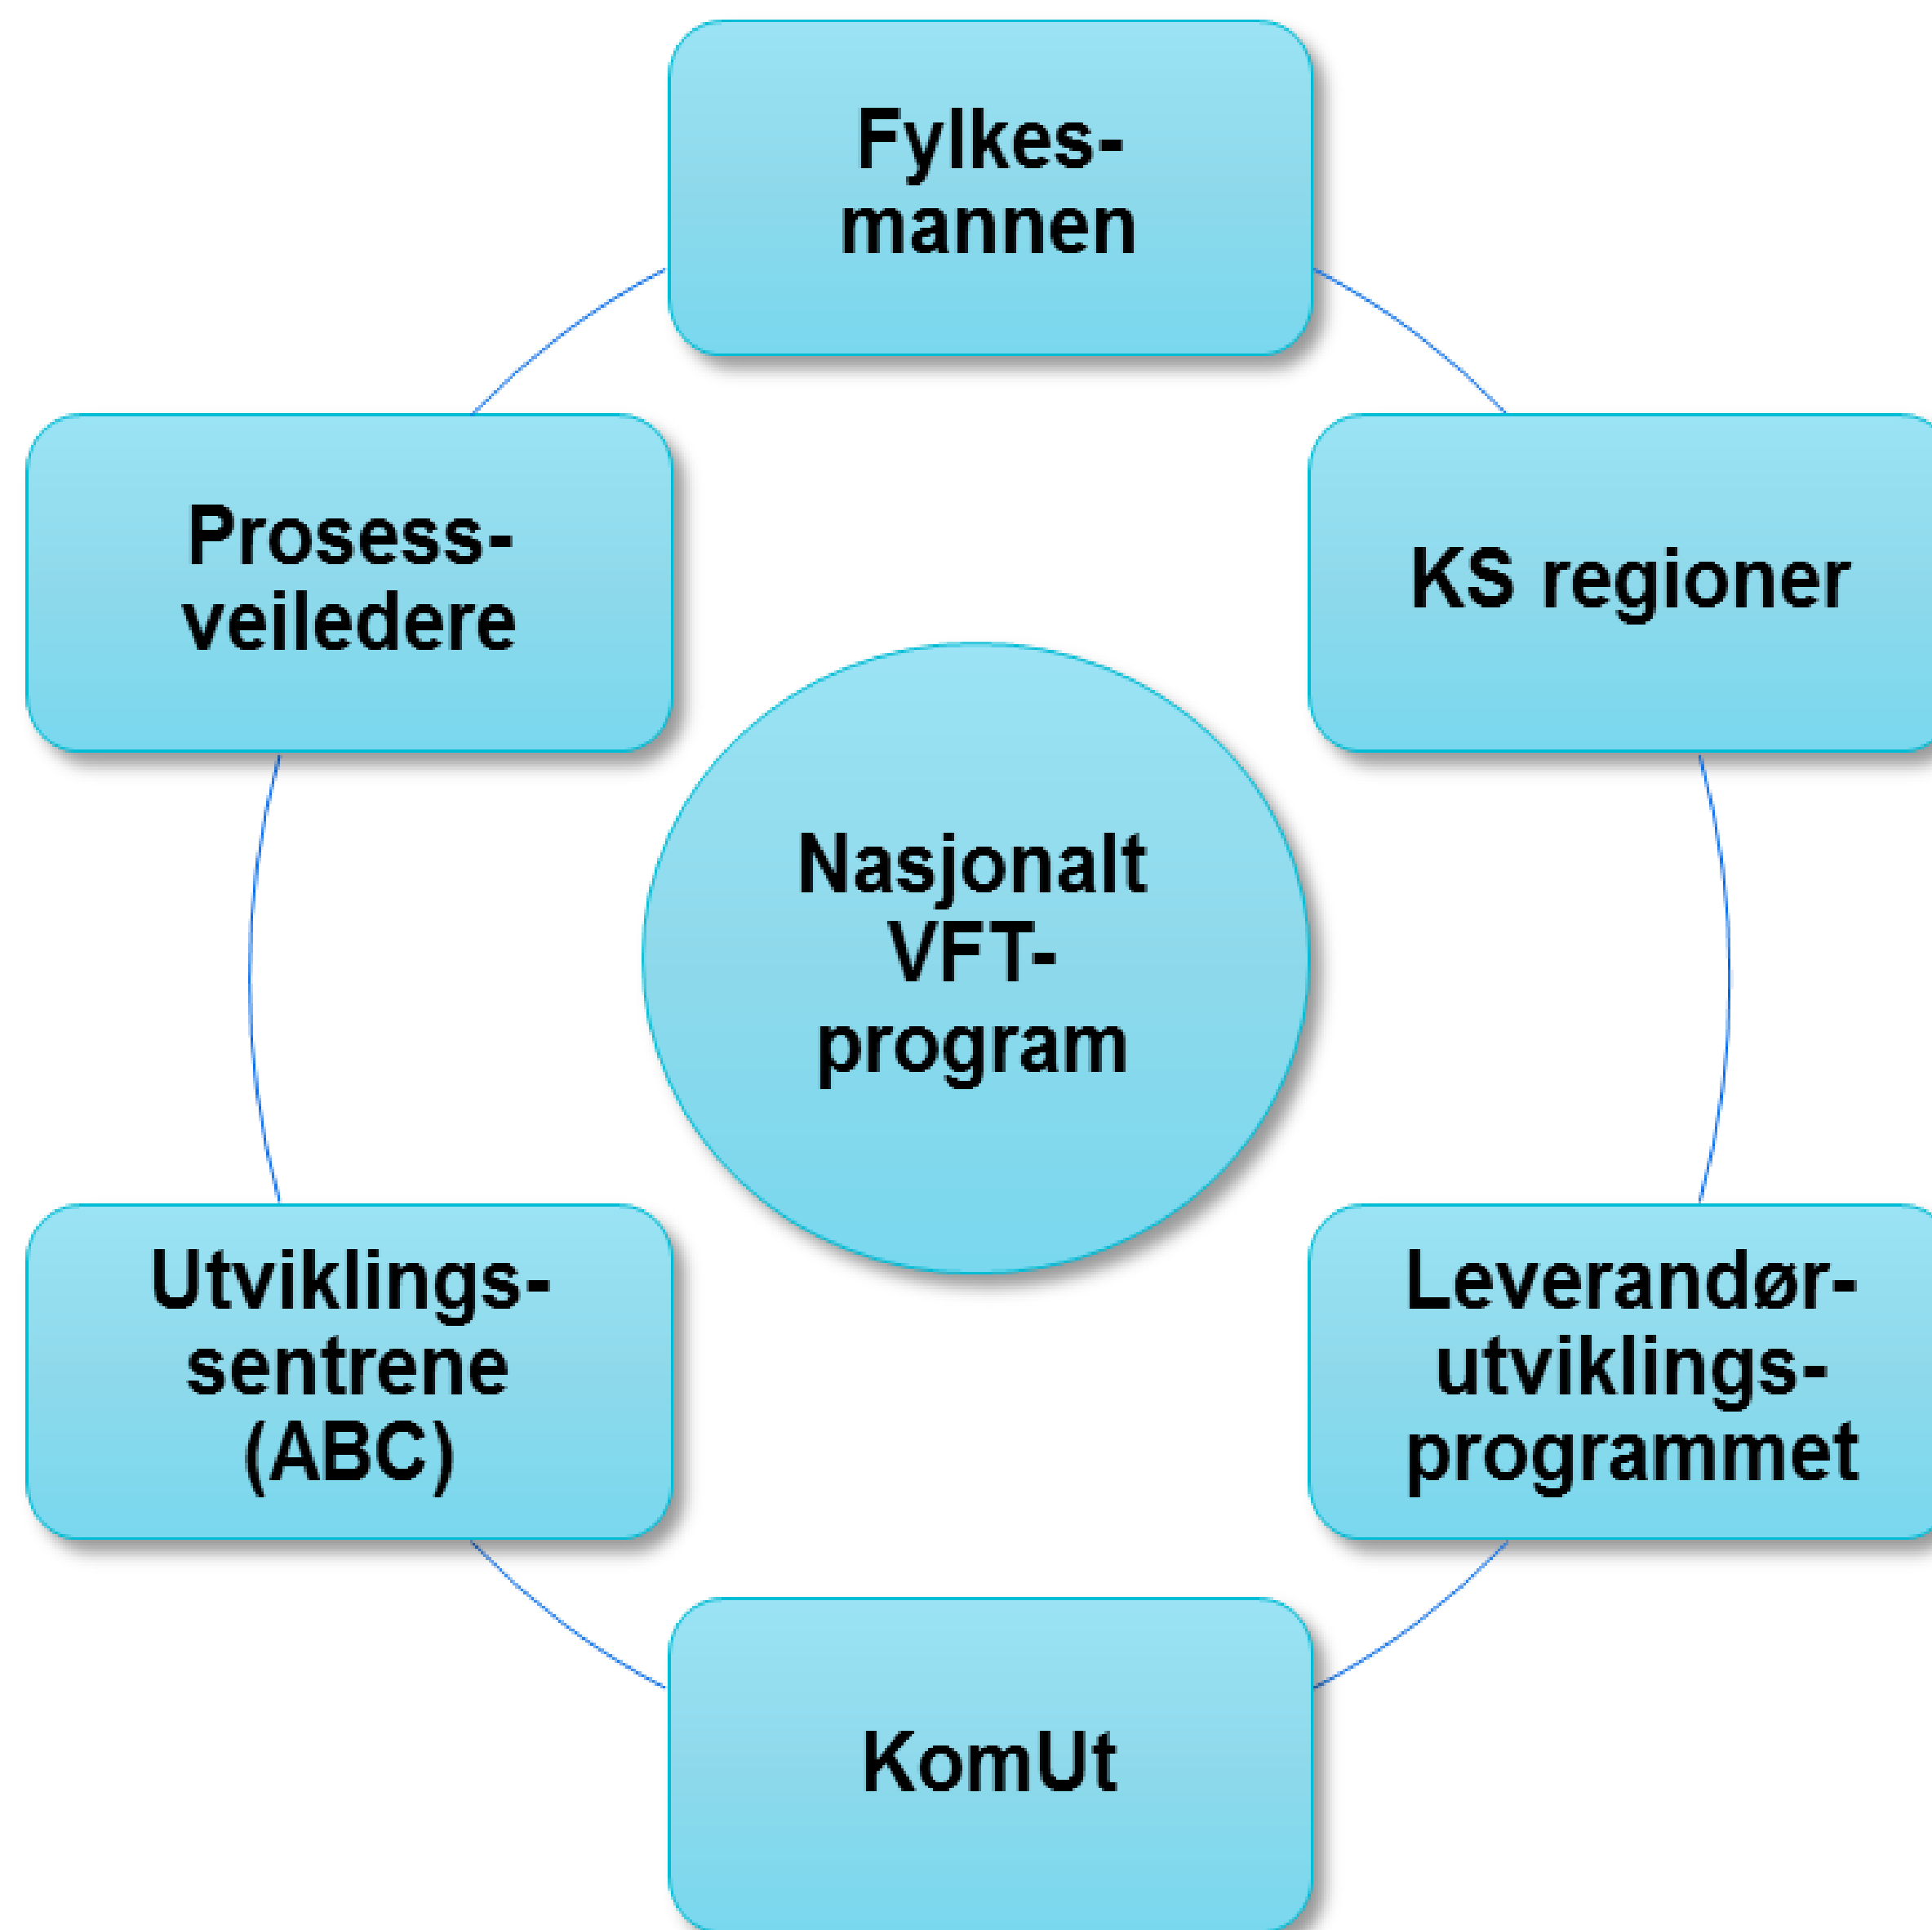 Fylkes-
mannen
KS regioner
Leverandør-
utviklings-
programmet
KomUt
Utviklings-
sentrene
(ABC)
Prosess-
veiledere
Nasjonalt
VFT-
program